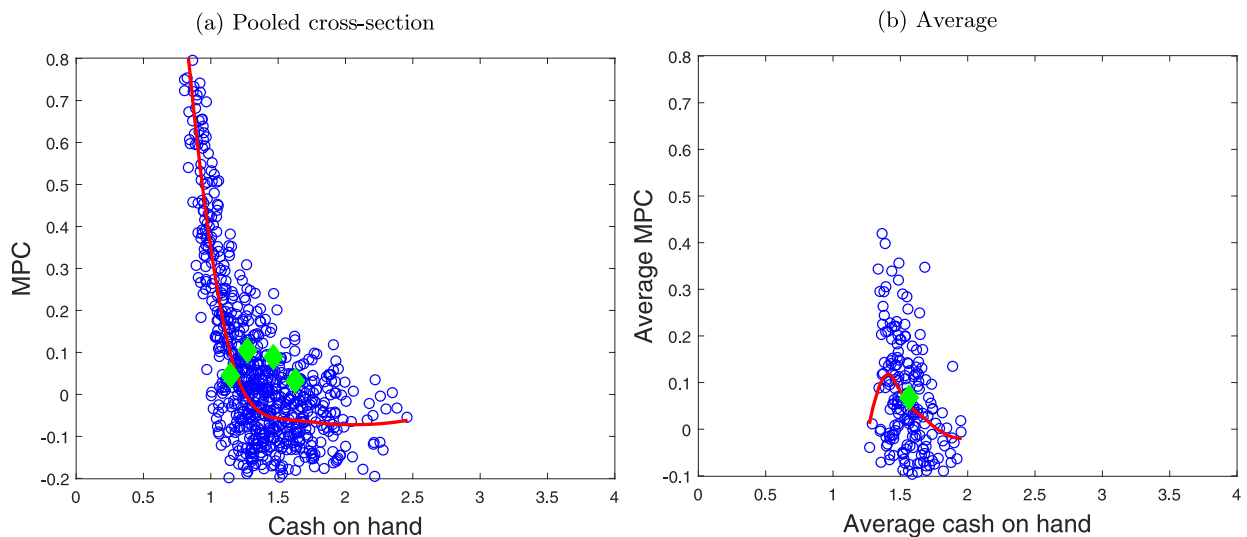 (a) Pooled cross-section
0.8
0.7
0.6
0.5
0.4
0.3
0.2
0.1
0
-0.1
-0.2
MPC
0 0.5 1 1.5 2 2.5 3 3.5 4
Cash on hand
(b) Average
0.8
0.7
0.6
0.5
0.4
0.3
0.2
0.1
0
-0.1
Average MPC
0 0.5 1 1.5 2 2.5 3 3.5 4
Average cash on hand